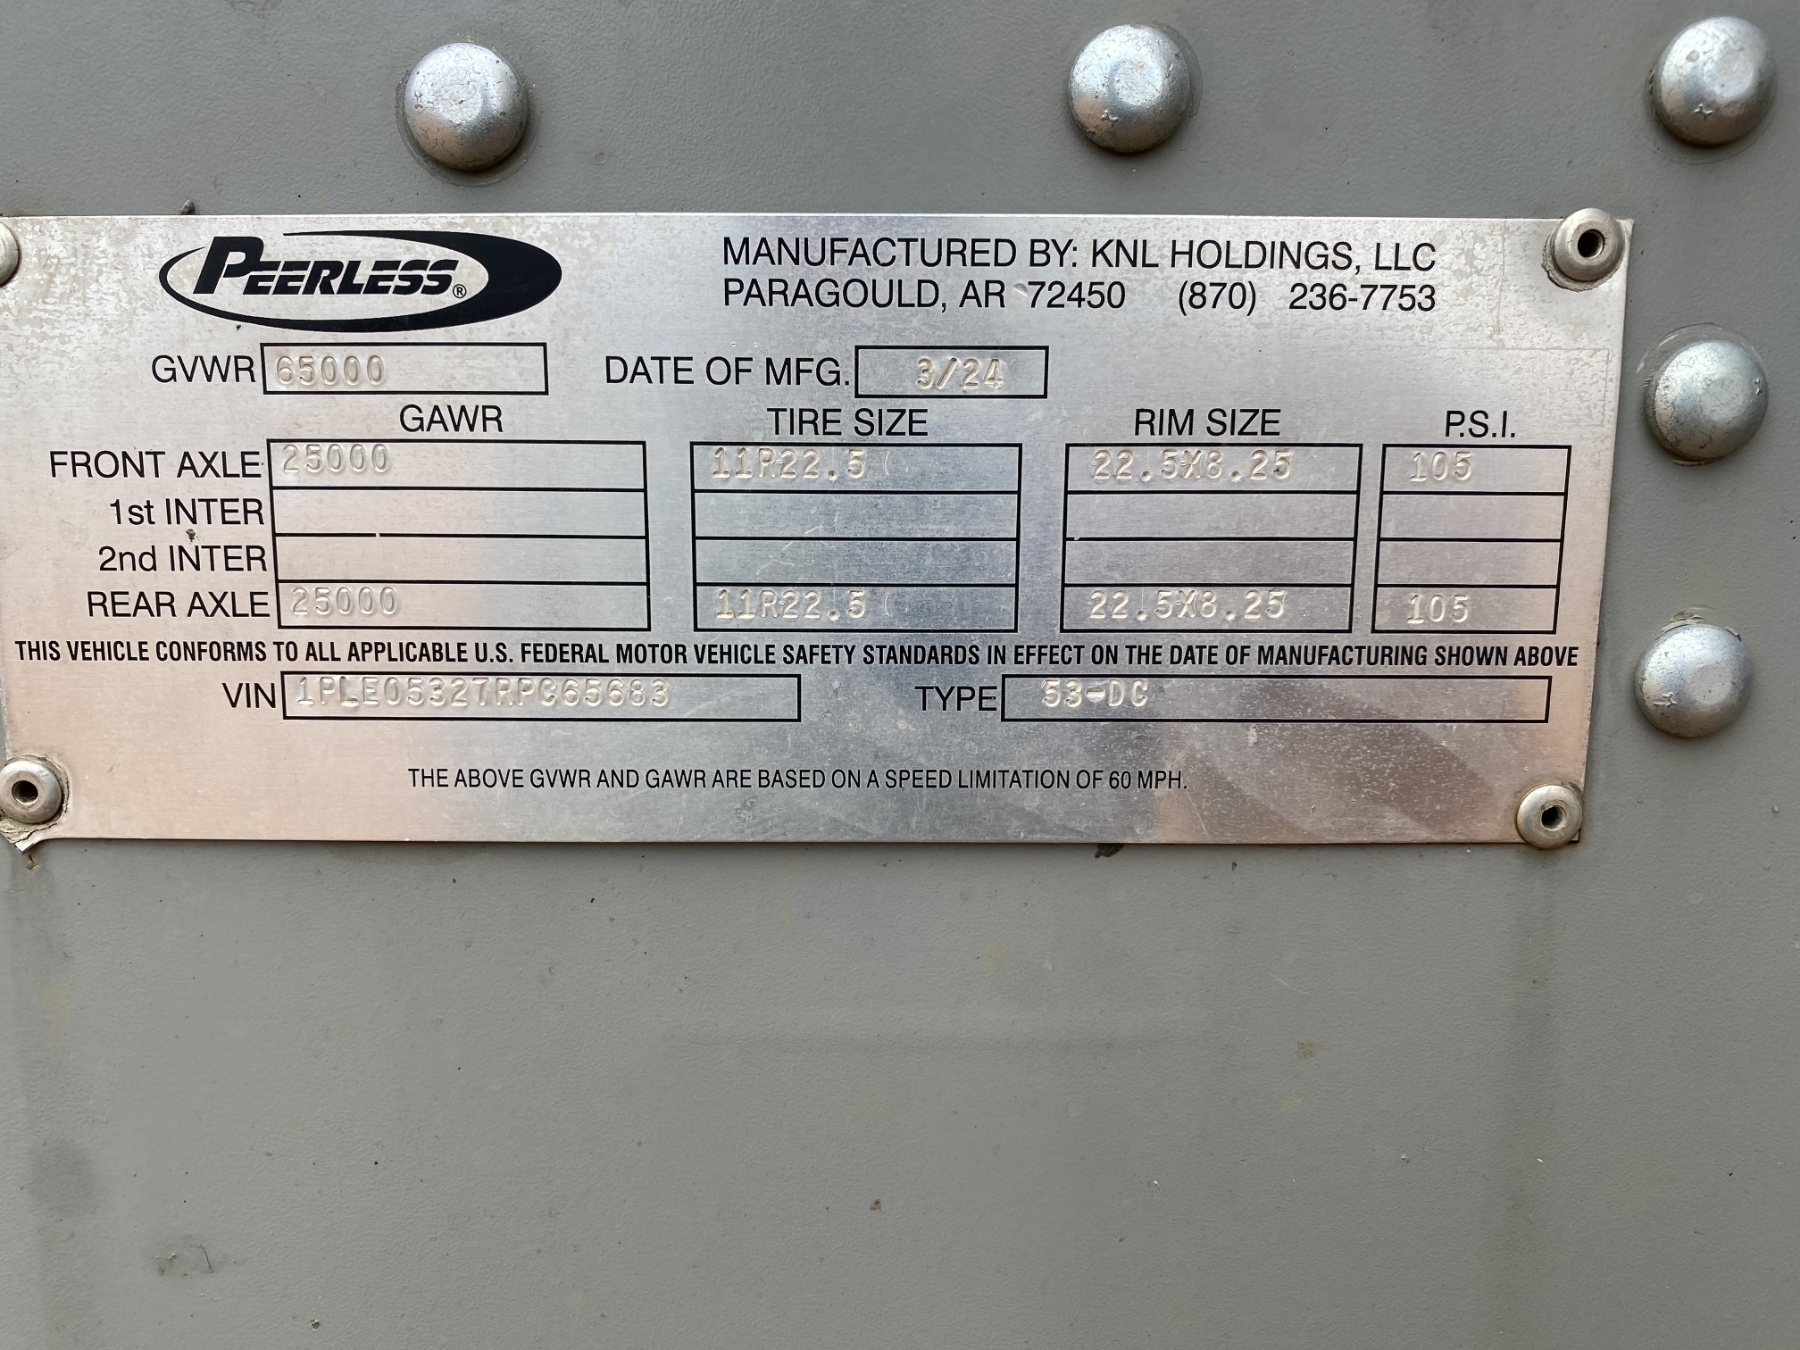 PEERLESS®
MANUFACTURED BY: KNL HOLDINGS, LLC
PARAGOULD, AR 72450 (870) 236-7753
GVWR 65000 DATE OF MFG. 3/24
GAWR TIRE SIZE RIM SIZE P.S.I.
FRONT AXLE 25000 11R22.5 22.5X8.25 105
1st INTER
2nd INTER
REAR AXLE 25000 11R22.5 22.5X8.25 105
THIS VEHICLE CONFORMS TO ALL APPLICABLE U.S. FEDERAL MOTOR VEHICLE SAFETY STANDARDS IN EFFECT ON THE DATE OF MANUFACTURING SHOWN ABOVE
VIN 1PLE05327RPC65683 TYPE 53-DC
THE ABOVE GVWR AND GAWR ARE BASED ON A SPEED LIMITATION OF 60 MPH.